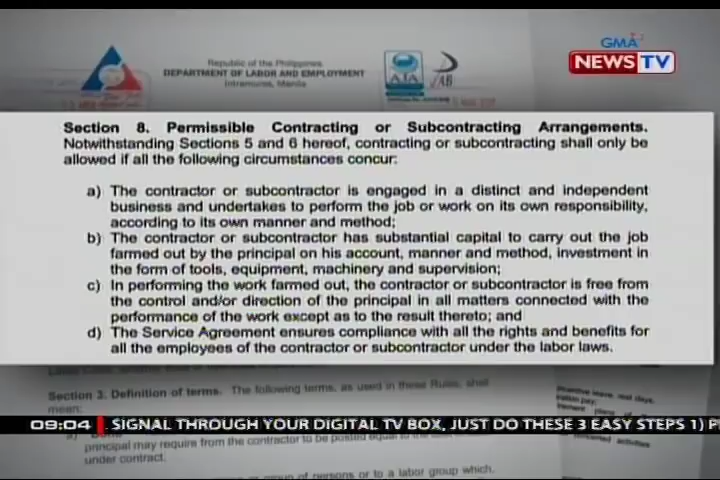 GMA
NEWS TV
Republic of the Philippines
DEPARTMENT OF LABOR AND EMPLOYMENT
Intramuros, Manila
AJA
Section 8. Permissible Contracting or Subcontracting Arrangements.
Notwithstanding Sections 5 and 6 hereof, contracting or subcontracting shall only be
allowed if all the following circumstances concur:
a) The contractor or subcontractor is engaged in a distinct and independent
business and undertakes to perform the job or work on its own responsibility,
according to its own manner and method;
b) The contractor or subcontractor has substantial capital to carry out the job
farmed out by the principal on his account, manner and method, investment in
the form of tools, equipment, machinery and supervision;
c) In performing the work farmed out, the contractor or subcontractor is free from
the control and/or direction of the principal in all matters connected with the
performance of the work except as to the result thereto; and
d) The Service Agreement ensures compliance with all the rights and benefits for
all the employees of the contractor or subcontractor under the labor laws.
Section 3. Definition of terms. The following terms, as used in these Rules, shall
mean:
09:04 SIGNAL THROUGH YOUR DIGITAL TV BOX, JUST DO THESE 3 EASY STEPS 1)
principal may require from the contractor to be posted equal to the
under contract.
group of persons or to a labor group which,